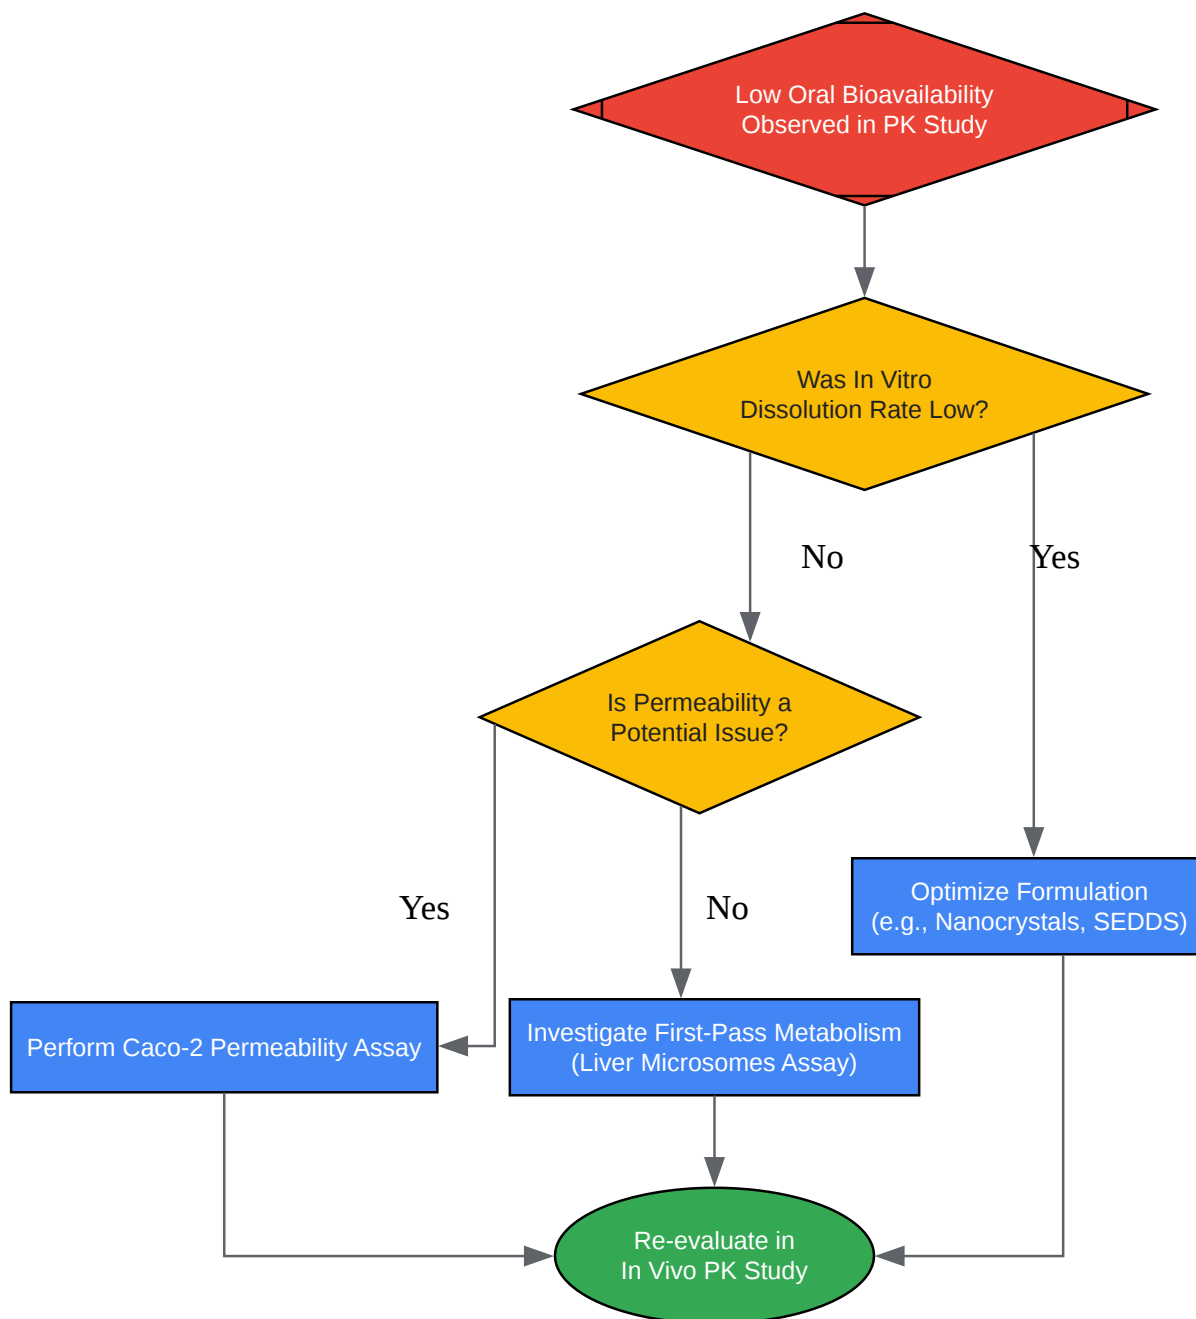 Low Oral Bioavailability
Observed in PK Study
Was In Vitro
Dissolution Rate Low?
No
Yes
Is Permeability a
Potential Issue?
Yes
No
Optimize Formulation
(e.g., Nanocrystals, SEDDS)
Perform Caco-2 Permeability Assay
Investigate First-Pass Metabolism
(Liver Microsomes Assay)
Re-evaluate in
In Vivo PK Study